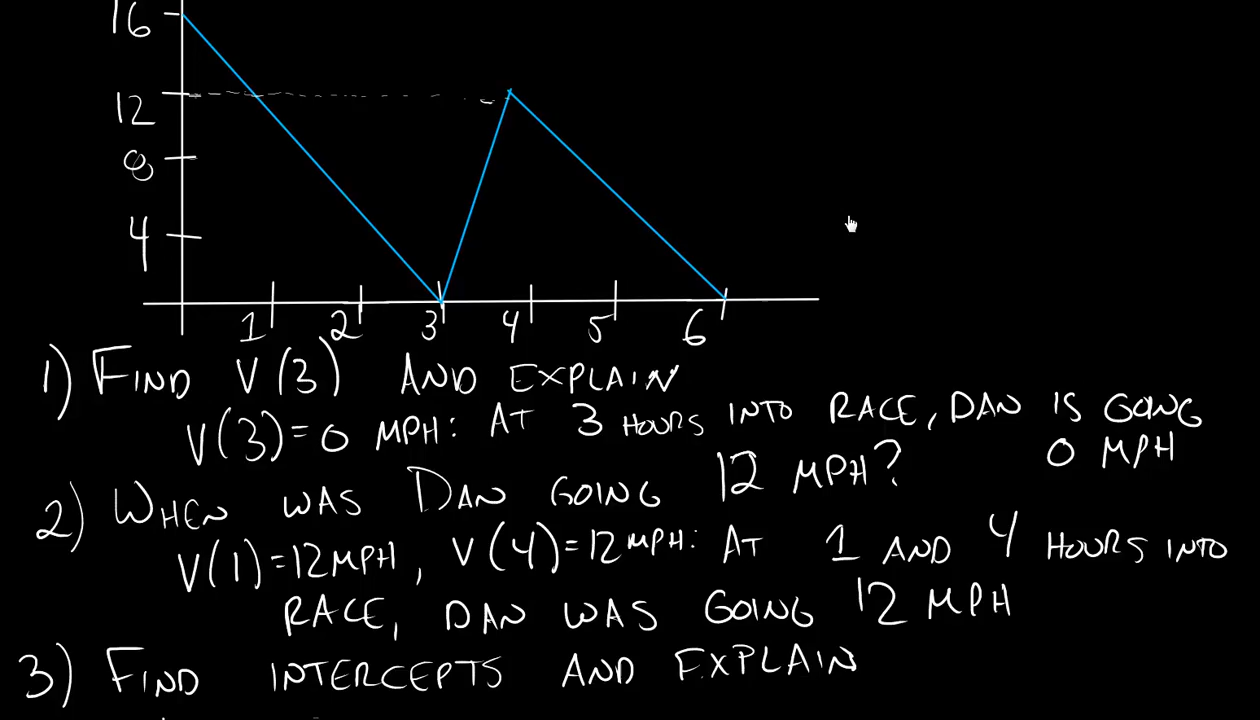 16
12
8
4
1 2 3 4 5 6
1) FIND V(3) AND EXPLAIN
V(3)=0 MPH: AT 3 HOURS INTO RACE, DAN IS GOING
0 MPH
2) WHEN WAS DAN GOING 12 MPH?
V(1)=12MPH, V(4)=12MPH: AT 1 AND 4 HOURS INTO
RACE, DAN WAS GOING 12 MPH
3) FIND INTERCEPTS AND EXPLAIN